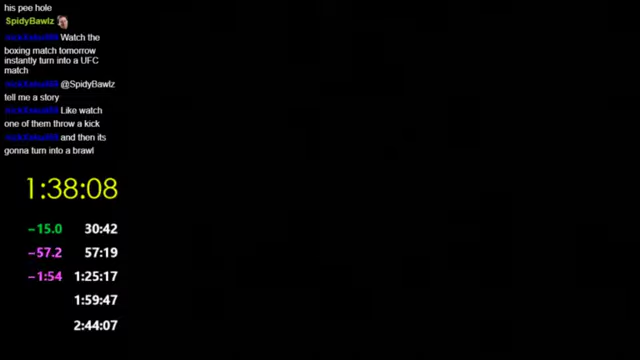 his pee hole
SpidyBawlz
Watch the
boxing match tomorrow
instantly turn into a UFC
match
@SpidyBawlz
tell me a story
Like watch
one of them throw a kick
and then its
gonna turn into a brawl
1:38:08
−15.0 30:42
−57.2 57:19
−1:54 1:25:17
1:59:47
2:44:07